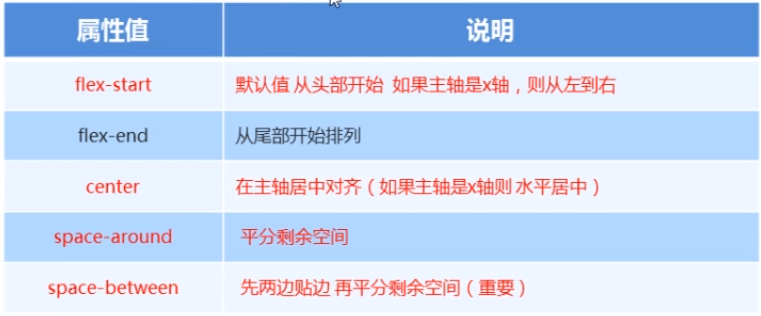 属性值 说明
flex-start 默认值 从头部开始 如果主轴是x轴，则从左到右
flex-end 从尾部开始排列
center 在主轴居中对齐（如果主轴是x轴则 水平居中）
space-around 平分剩余空间
space-between 先两边贴边 再平分剩余空间（重要）